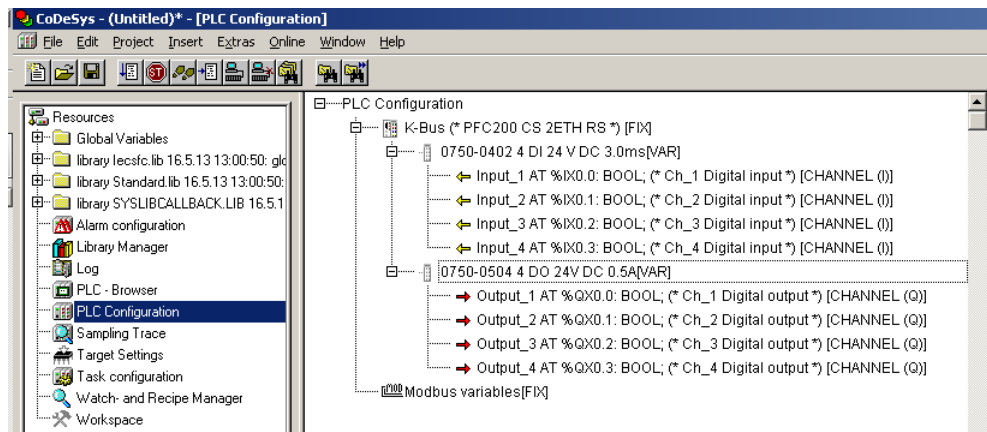 CoDeSys - (Untitled)* - [PLC Configuration]
File Edit Project Insert Extras Online Window Help
Resources
Global Variables
library Iecsfc.lib 16.5.13 13:00:50: glo
library Standard.lib 16.5.13 13:00:50:
library SYSLIBCALLBACK.LIB 16.5.1
Alarm configuration
Library Manager
Log
PLC - Browser
PLC Configuration
Sampling Trace
Target Settings
Task configuration
Watch- and Recipe Manager
Workspace
PLC Configuration
K-Bus (* PFC200 CS 2ETH RS *) [FIX]
0750-0402 4 DI 24 V DC 3.0ms[VAR]
Input_1 AT %IX0.0: BOOL; (* Ch_1 Digital input *) [CHANNEL (I)]
Input_2 AT %IX0.1: BOOL; (* Ch_2 Digital input *) [CHANNEL (I)]
Input_3 AT %IX0.2: BOOL; (* Ch_3 Digital input *) [CHANNEL (I)]
Input_4 AT %IX0.3: BOOL; (* Ch_4 Digital input *) [CHANNEL (I)]
0750-0504 4 DO 24V DC 0.5A[VAR]
Output_1 AT %QX0.0: BOOL; (* Ch_1 Digital output *) [CHANNEL (Q)]
Output_2 AT %QX0.1: BOOL; (* Ch_2 Digital output *) [CHANNEL (Q)]
Output_3 AT %QX0.2: BOOL; (* Ch_3 Digital output *) [CHANNEL (Q)]
Output_4 AT %QX0.3: BOOL; (* Ch_4 Digital output *) [CHANNEL (Q)]
Modbus variables[FIX]